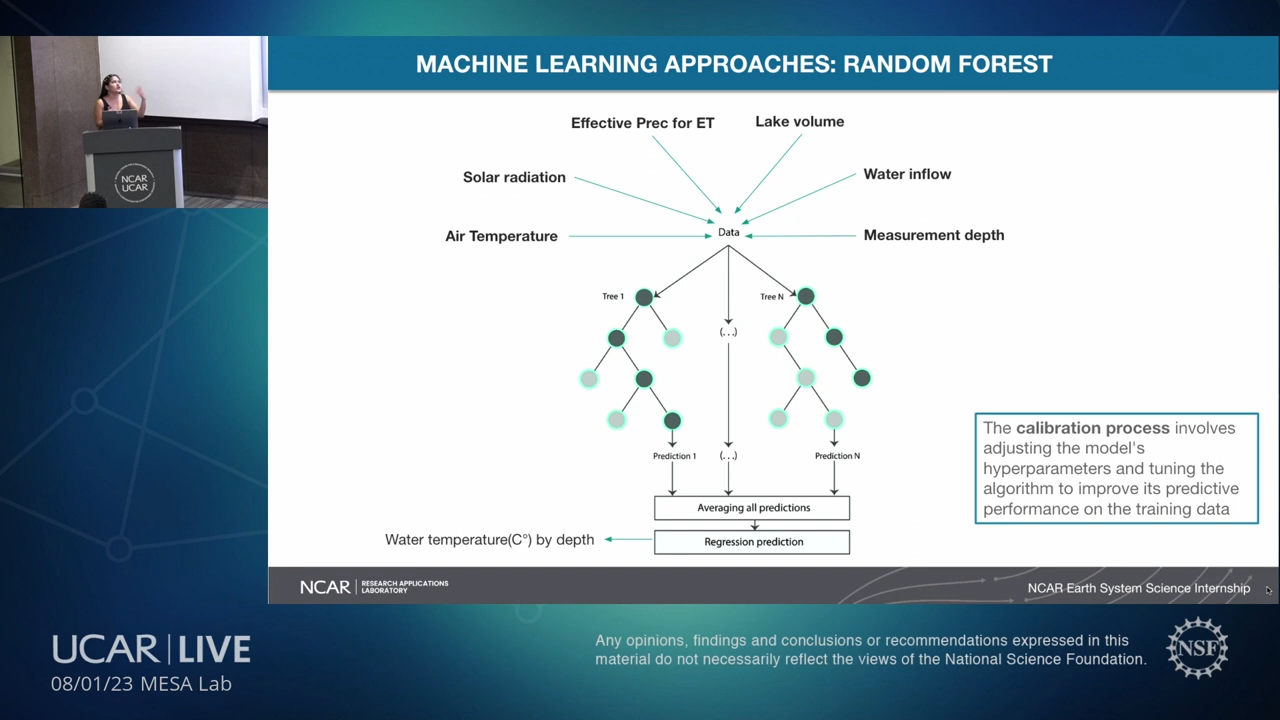 MACHINE LEARNING APPROACHES: RANDOM FOREST
Effective Prec for ET
Lake volume
Solar radiation
Water inflow
Air Temperature
Data
Measurement depth
Tree 1
Tree N
(...)
Prediction 1
(...)
Prediction N
Averaging all predictions
Water temperature(C°) by depth
Regression prediction
The calibration process involves
adjusting the model's
hyperparameters and tuning the
algorithm to improve its predictive
performance on the training data
NCAR
UCAR
NCAR
RESEARCH APPLICATIONS
LABORATORY
NCAR Earth System Science Internship
UCAR | LIVE
08/01/23 MESA Lab
Any opinions, findings and conclusions or recommendations expressed in this
material do not necessarily reflect the views of the National Science Foundation.
NSF